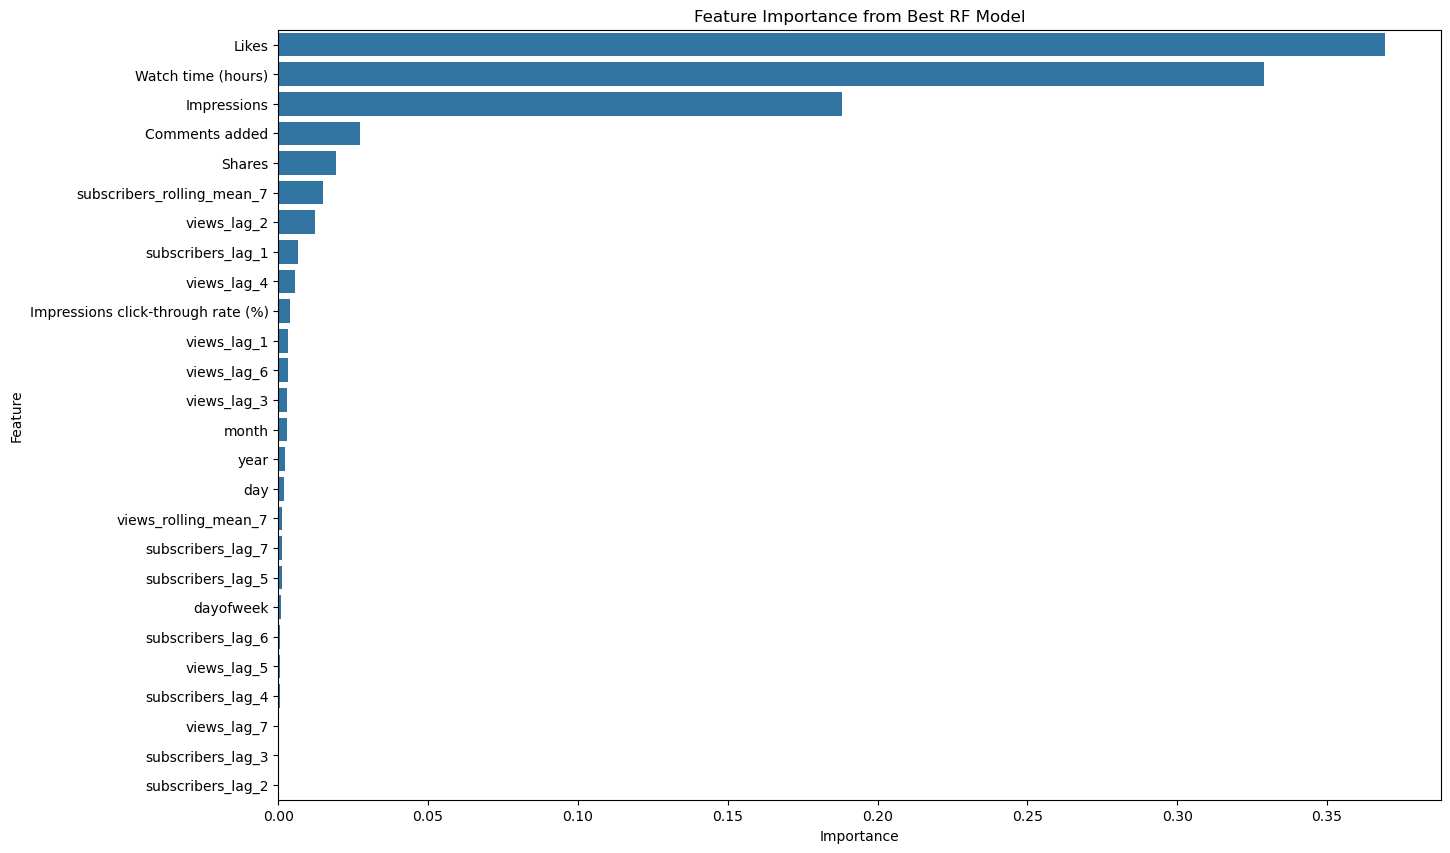 Feature Importance from Best RF Model
Likes
Watch time (hours)
Impressions
Comments added
Shares
subscribers_rolling_mean_7
views_lag_2
subscribers_lag_1
views_lag_4
Impressions click-through rate (%)
views_lag_1
views_lag_6
views_lag_3
month
year
day
views_rolling_mean_7
subscribers_lag_7
subscribers_lag_5
dayofweek
subscribers_lag_6
views_lag_5
subscribers_lag_4
views_lag_7
subscribers_lag_3
subscribers_lag_2
Feature
0.00 0.05 0.10 0.15 0.20 0.25 0.30 0.35
Importance